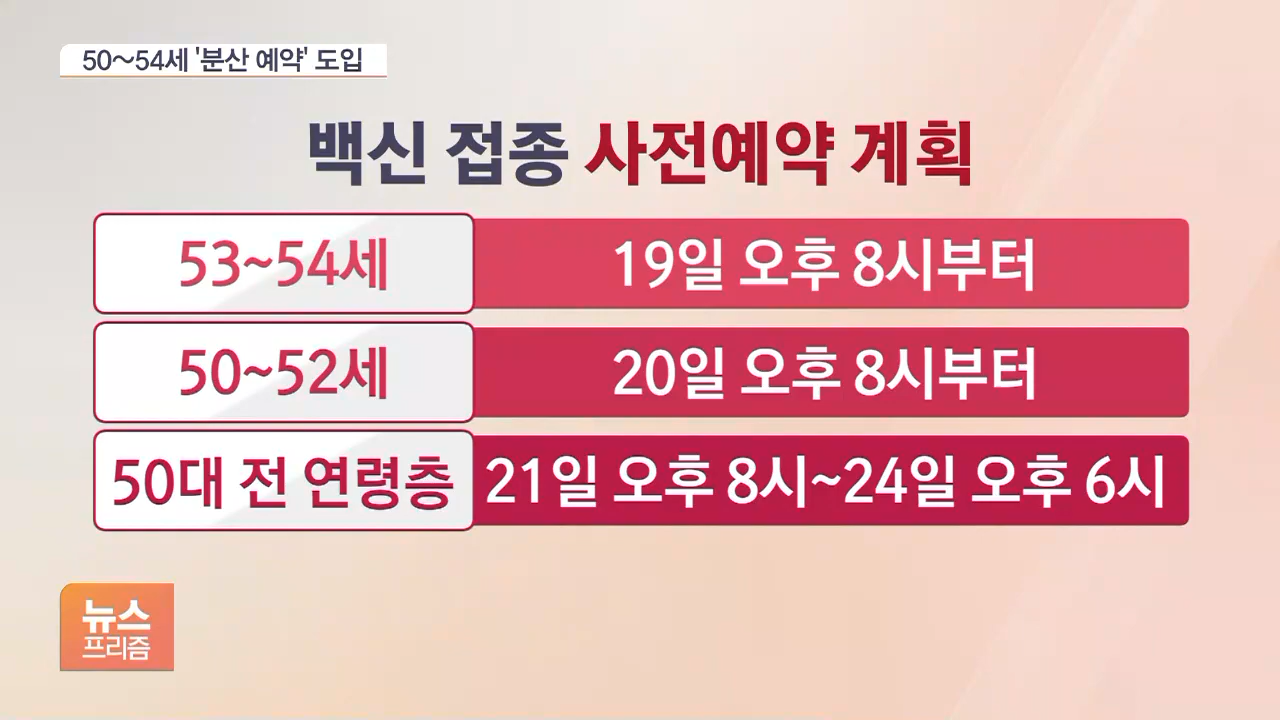 50~54세 '분산 예약' 도입
백신 접종 사전예약 계획
53~54세 19일 오후 8시부터
50~52세 20일 오후 8시부터
50대 전 연령층 21일 오후 8시~24일 오후 6시
뉴스
프리즘